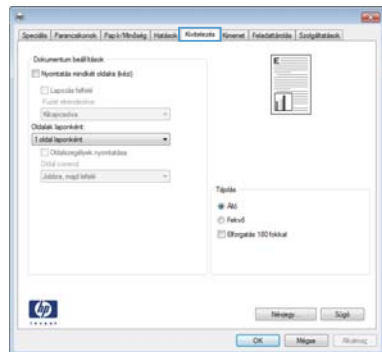 Speciális Parancsikonok Papír/Minőség Hatások Kivitelezés Kimenet Feladattárolás Szolgáltatások
Dokumentum beállítások
Nyomtatás mindkét oldalra (kézi)
Lapozás felfelé
Füzet elrendezése
Kikapcsolva
Oldalak laponként:
1 oldal laponként
Oldalszegélyek nyomtatása
Oldal sorrend:
Jobbra, majd lefelé
Tájolás
Álló
Fekvő
Elforgatás 180 fokkal
hp
invent
Névjegy... Súgó
OK Mégse Alkalmaz